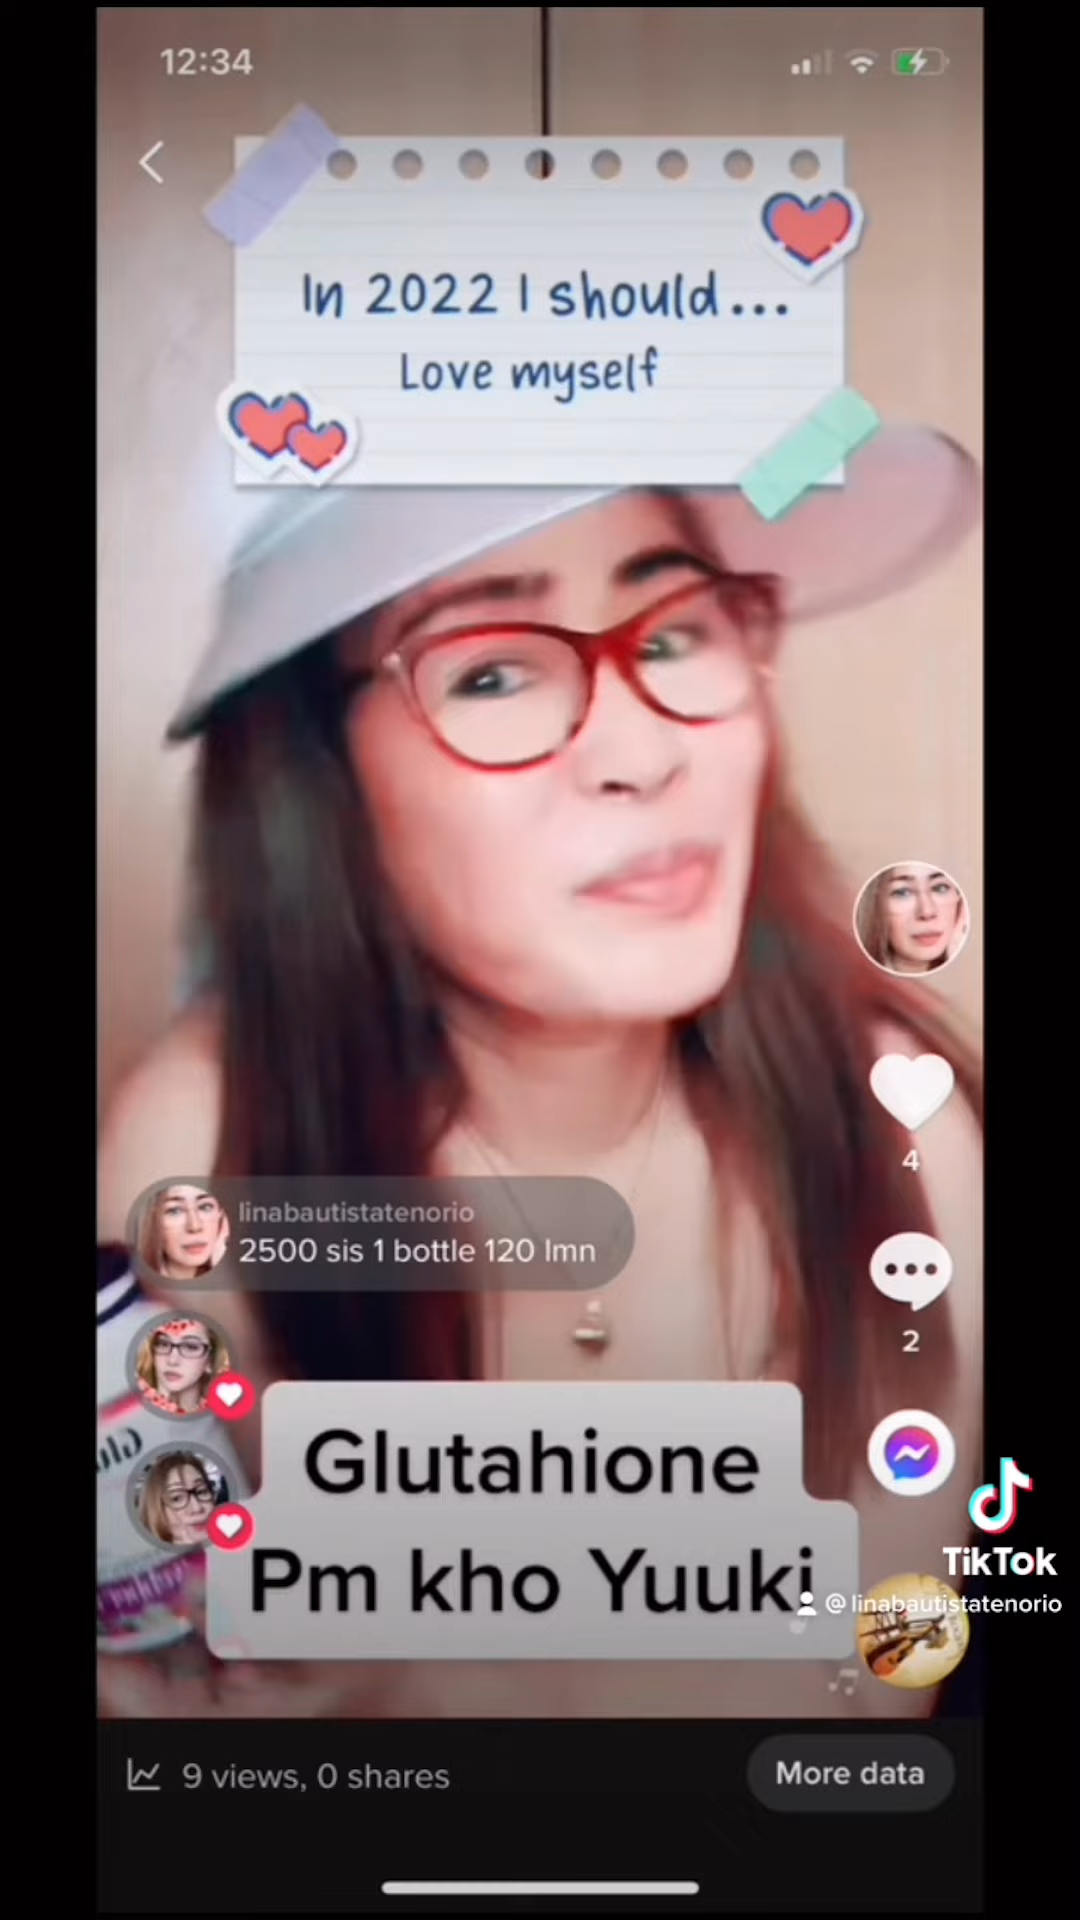 12:34
In 2022 I should...
Love myself
linabautistatenorio
2500 sis 1 bottle 120 lmn
4
2
Glutahione
Pm kho Yuuki
TikTok
@linabautistatenorio
9 views, 0 shares
More data